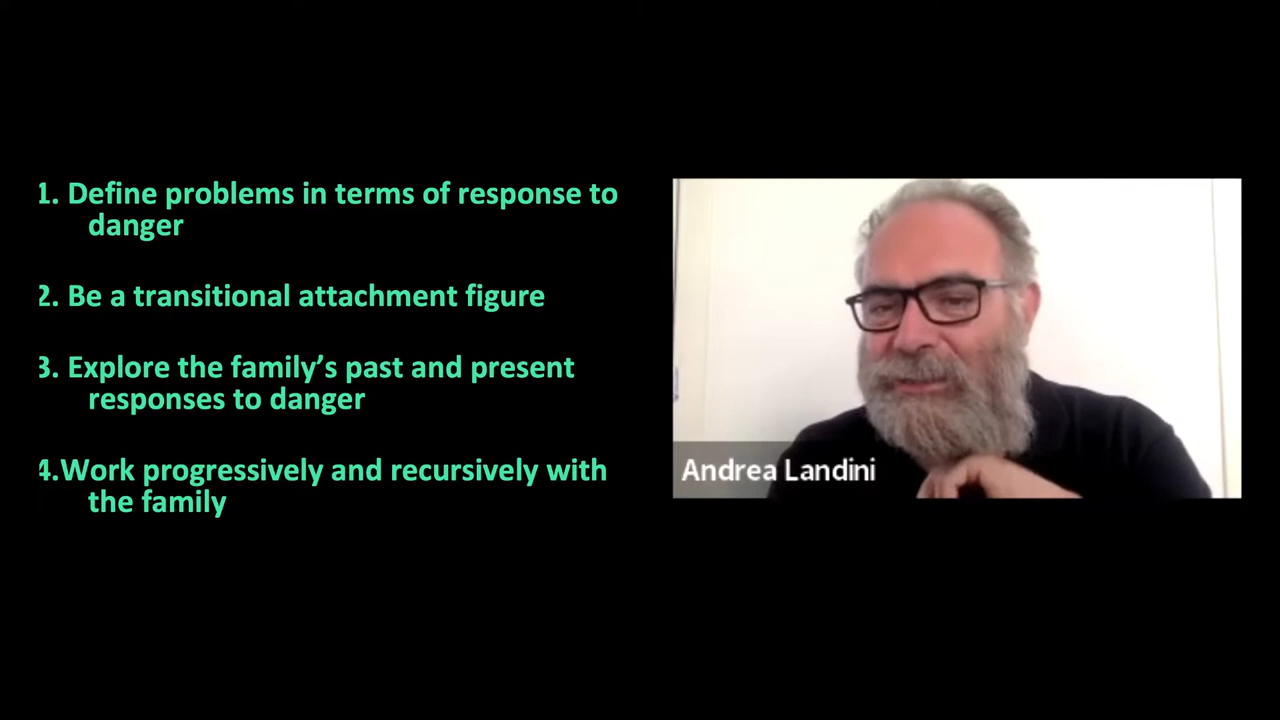 1. Define problems in terms of response to
danger
2. Be a transitional attachment figure
3. Explore the family’s past and present
responses to danger
4.Work progressively and recursively with
the family
Andrea Landini